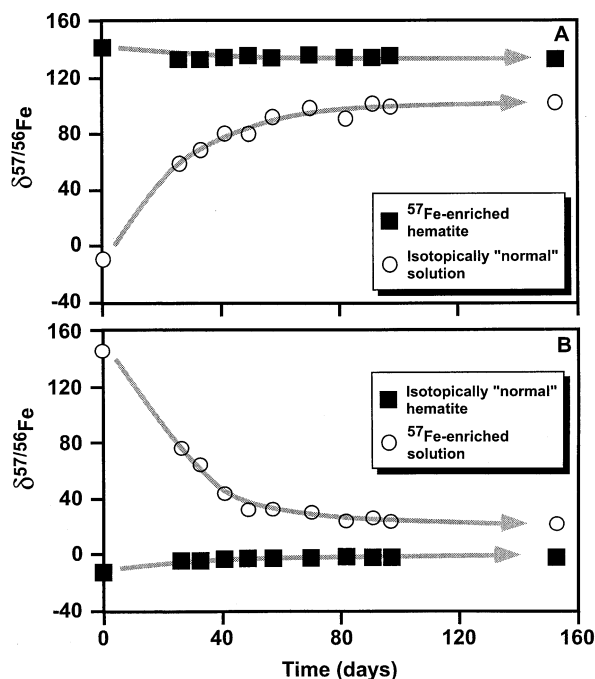 A
160
120
80
40
0
-40
δ57/56Fe
57Fe-enriched
hematite
Isotopically "normal"
solution
B
160
120
80
40
0
-40
δ57/56Fe
Isotopically "normal"
hematite
57Fe-enriched
solution
0 40 80 120 160
Time (days)